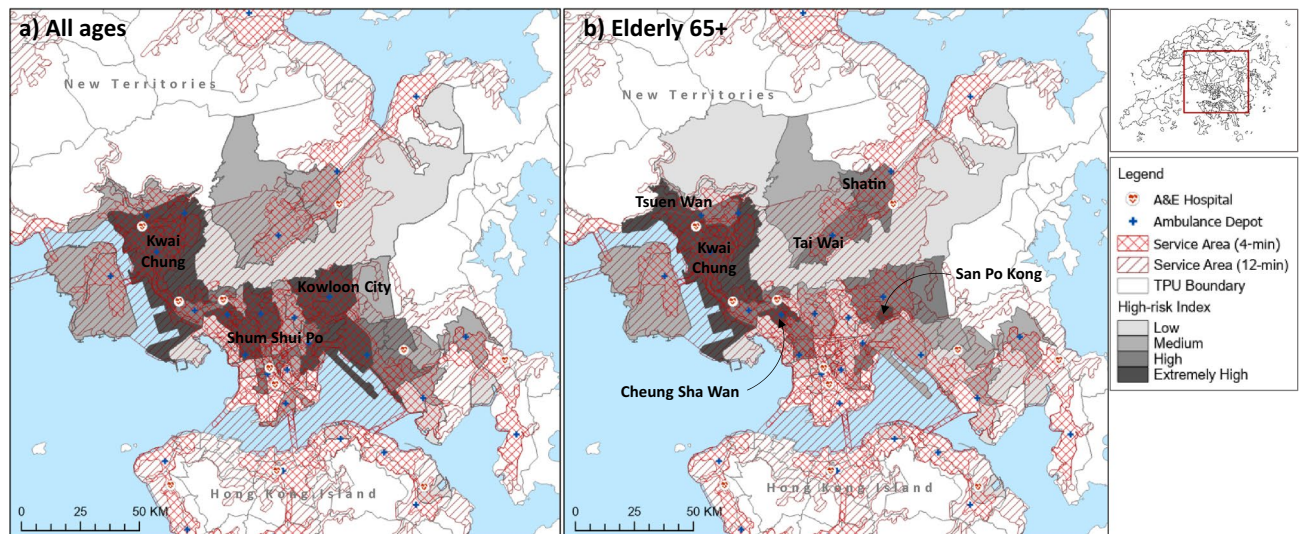 a) All ages
New Territories
Kwai
Chung
Kowloon City
Shum Shui Po
Hong Kong Island
0 25 50 KM
b) Elderly 65+
New Territories
Shatin
Tsuen Wan
Kwai
Chung
Tai Wai
San Po Kong
Cheung Sha Wan
Hong Kong Island
0 25 50 KM
Legend
A&E Hospital
Ambulance Depot
Service Area (4-min)
Service Area (12-min)
TPU Boundary
High-risk Index
Low
Medium
High
Extremely High